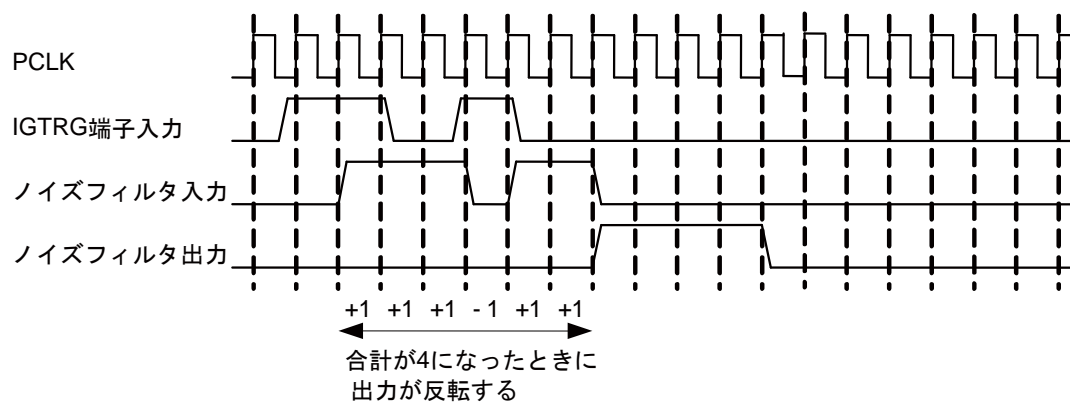 PCLK
IGTRG端子入力
ノイズフィルタ入力
ノイズフィルタ出力
+1 +1 +1 - 1 +1 +1
合計が4になったときに
出力が反転する